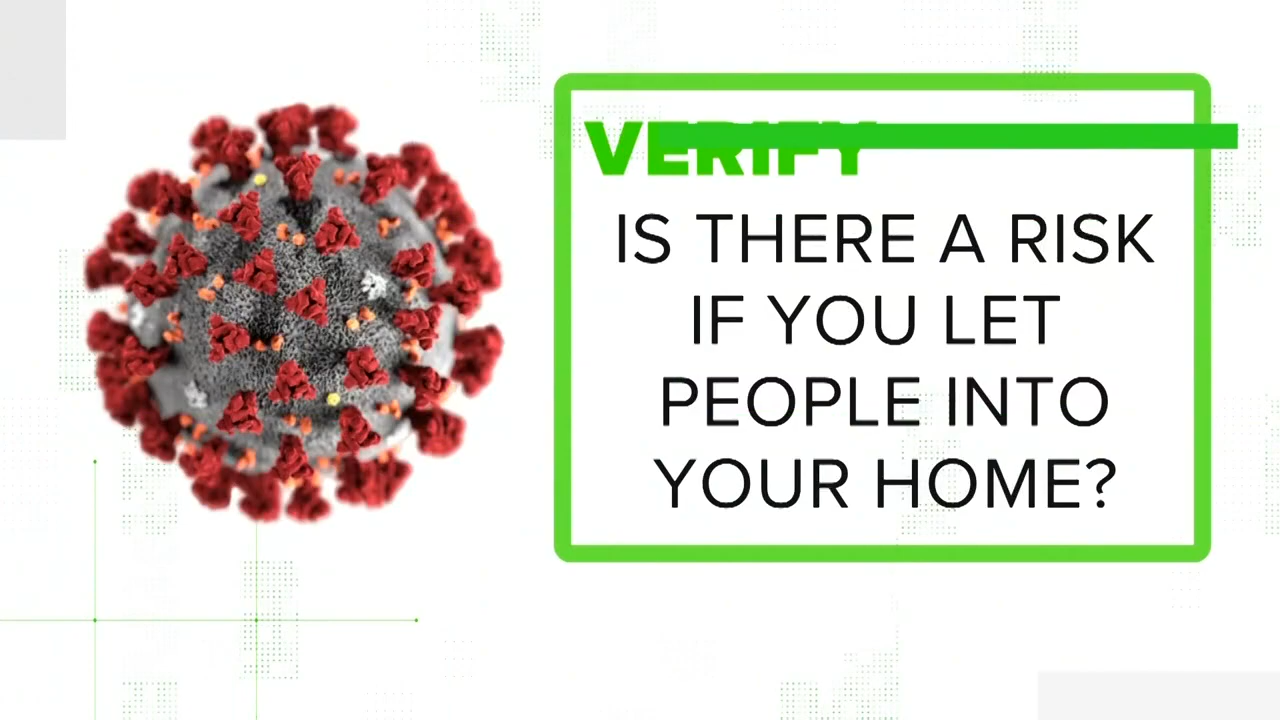 VERIFY
IS THERE A RISK
IF YOU LET
PEOPLE INTO
YOUR HOME?